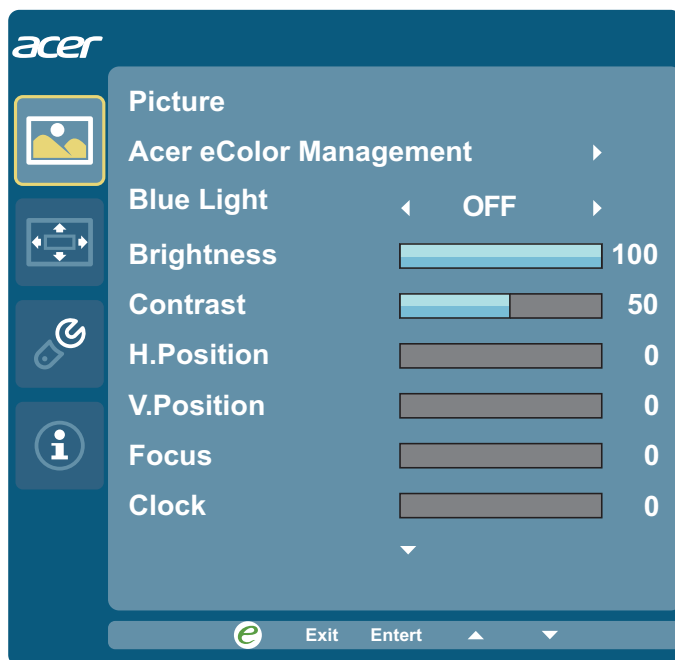 acer
Picture
Acer eColor Management
Blue Light OFF
Brightness 100
Contrast 50
H.Position 0
V.Position 0
Focus 0
Clock 0
e Exit Entert